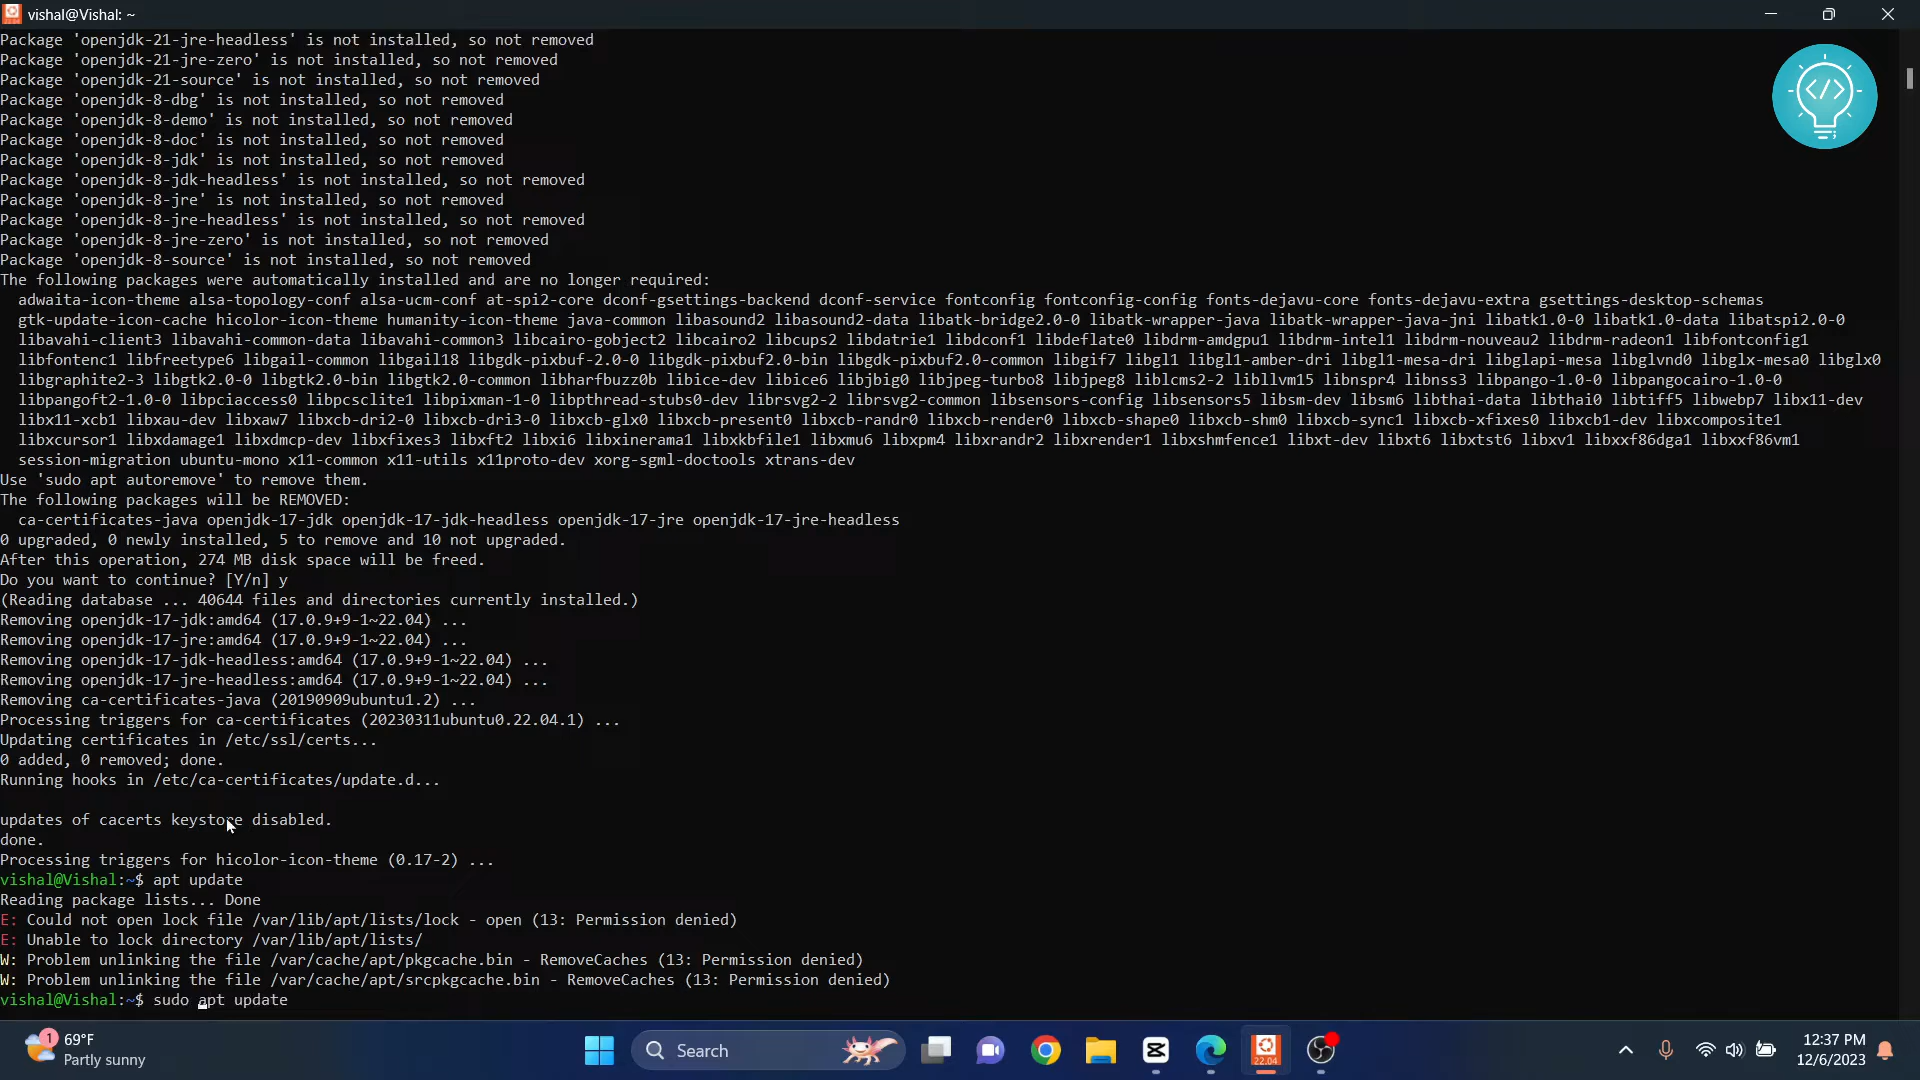 vishal@Vishal: ~
Package 'openjdk-21-jre-headless' is not installed, so not removed
Package 'openjdk-21-jre-zero' is not installed, so not removed
Package 'openjdk-21-source' is not installed, so not removed
Package 'openjdk-8-dbg' is not installed, so not removed
Package 'openjdk-8-demo' is not installed, so not removed
Package 'openjdk-8-doc' is not installed, so not removed
Package 'openjdk-8-jdk' is not installed, so not removed
Package 'openjdk-8-jdk-headless' is not installed, so not removed
Package 'openjdk-8-jre' is not installed, so not removed
Package 'openjdk-8-jre-headless' is not installed, so not removed
Package 'openjdk-8-jre-zero' is not installed, so not removed
Package 'openjdk-8-source' is not installed, so not removed
The following packages were automatically installed and are no longer required:
adwaita-icon-theme alsa-topology-conf alsa-ucm-conf at-spi2-core dconf-gsettings-backend dconf-service fontconfig fontconfig-config fonts-dejavu-core fonts-dejavu-extra gsettings-desktop-schemas
gtk-update-icon-cache hicolor-icon-theme humanity-icon-theme java-common libasound2 libasound2-data libatk-bridge2.0-0 libatk-wrapper-java libatk-wrapper-java-jni libatk1.0-0 libatk1.0-data libatspi2.0-0
libavahi-client3 libavahi-common-data libavahi-common3 libcairo-gobject2 libcairo2 libcups2 libdatrie1 libdconf1 libdeflate0 libdrm-amdgpu1 libdrm-intel1 libdrm-nouveau2 libdrm-radeon1 libfontconfig1
libfontenc1 libfreetype6 libgail-common libgail18 libgdk-pixbuf-2.0-0 libgdk-pixbuf2.0-bin libgdk-pixbuf2.0-common libgif7 libgl1 libgl1-amber-dri libgl1-mesa-dri libglapi-mesa libglvnd0 libglx-mesa0 libglx0
libgraphite2-3 libgtk2.0-0 libgtk2.0-bin libgtk2.0-common libharfbuzz0b libice-dev libice6 libjbig0 libjpeg-turbo8 libjpeg8 liblcms2-2 libllvm15 libnspr4 libnss3 libpango-1.0-0 libpangocairo-1.0-0
libpangoft2-1.0-0 libpciaccess0 libpcsclite1 libpixman-1-0 libpthread-stubs0-dev librsvg2-2 librsvg2-common libsensors-config libsensors5 libsm-dev libsm6 libthai-data libthai0 libtiff5 libwebp7 libx11-dev
libx11-xcb1 libxau-dev libxaw7 libxcb-dri2-0 libxcb-dri3-0 libxcb-glx0 libxcb-present0 libxcb-randr0 libxcb-render0 libxcb-shape0 libxcb-shm0 libxcb-sync1 libxcb-xfixes0 libxcb1-dev libxcomposite1
libxcursor1 libxdamage1 libxdmcp-dev libxfixes3 libxft2 libxi6 libxinerama1 libxkbfile1 libxmu6 libxpm4 libxrandr2 libxrender1 libxshmfence1 libxt-dev libxt6 libxtst6 libxv1 libxxf86dga1 libxxf86vm1
session-migration ubuntu-mono x11-common x11-utils x11proto-dev xorg-sgml-doctools xtrans-dev
Use 'sudo apt autoremove' to remove them.
The following packages will be REMOVED:
ca-certificates-java openjdk-17-jdk openjdk-17-jdk-headless openjdk-17-jre openjdk-17-jre-headless
0 upgraded, 0 newly installed, 5 to remove and 10 not upgraded.
After this operation, 274 MB disk space will be freed.
Do you want to continue? [Y/n] y
(Reading database ... 40644 files and directories currently installed.)
Removing openjdk-17-jdk:amd64 (17.0.9+9-1~22.04) ...
Removing openjdk-17-jre:amd64 (17.0.9+9-1~22.04) ...
Removing openjdk-17-jdk-headless:amd64 (17.0.9+9-1~22.04) ...
Removing openjdk-17-jre-headless:amd64 (17.0.9+9-1~22.04) ...
Removing ca-certificates-java (20190909ubuntu1.2) ...
Processing triggers for ca-certificates (20230311ubuntu0.22.04.1) ...
Updating certificates in /etc/ssl/certs...
0 added, 0 removed; done.
Running hooks in /etc/ca-certificates/update.d...
updates of cacerts keystore disabled.
done.
Processing triggers for hicolor-icon-theme (0.17-2) ...
vishal@Vishal:~$ apt update
Reading package lists... Done
E: Could not open lock file /var/lib/apt/lists/lock - open (13: Permission denied)
E: Unable to lock directory /var/lib/apt/lists/
W: Problem unlinking the file /var/cache/apt/pkgcache.bin - RemoveCaches (13: Permission denied)
W: Problem unlinking the file /var/cache/apt/srcpkgcache.bin - RemoveCaches (13: Permission denied)
vishal@Vishal:~$ sudo apt update
1
69°F
Partly sunny
Search
22.04
12:37 PM
12/6/2023